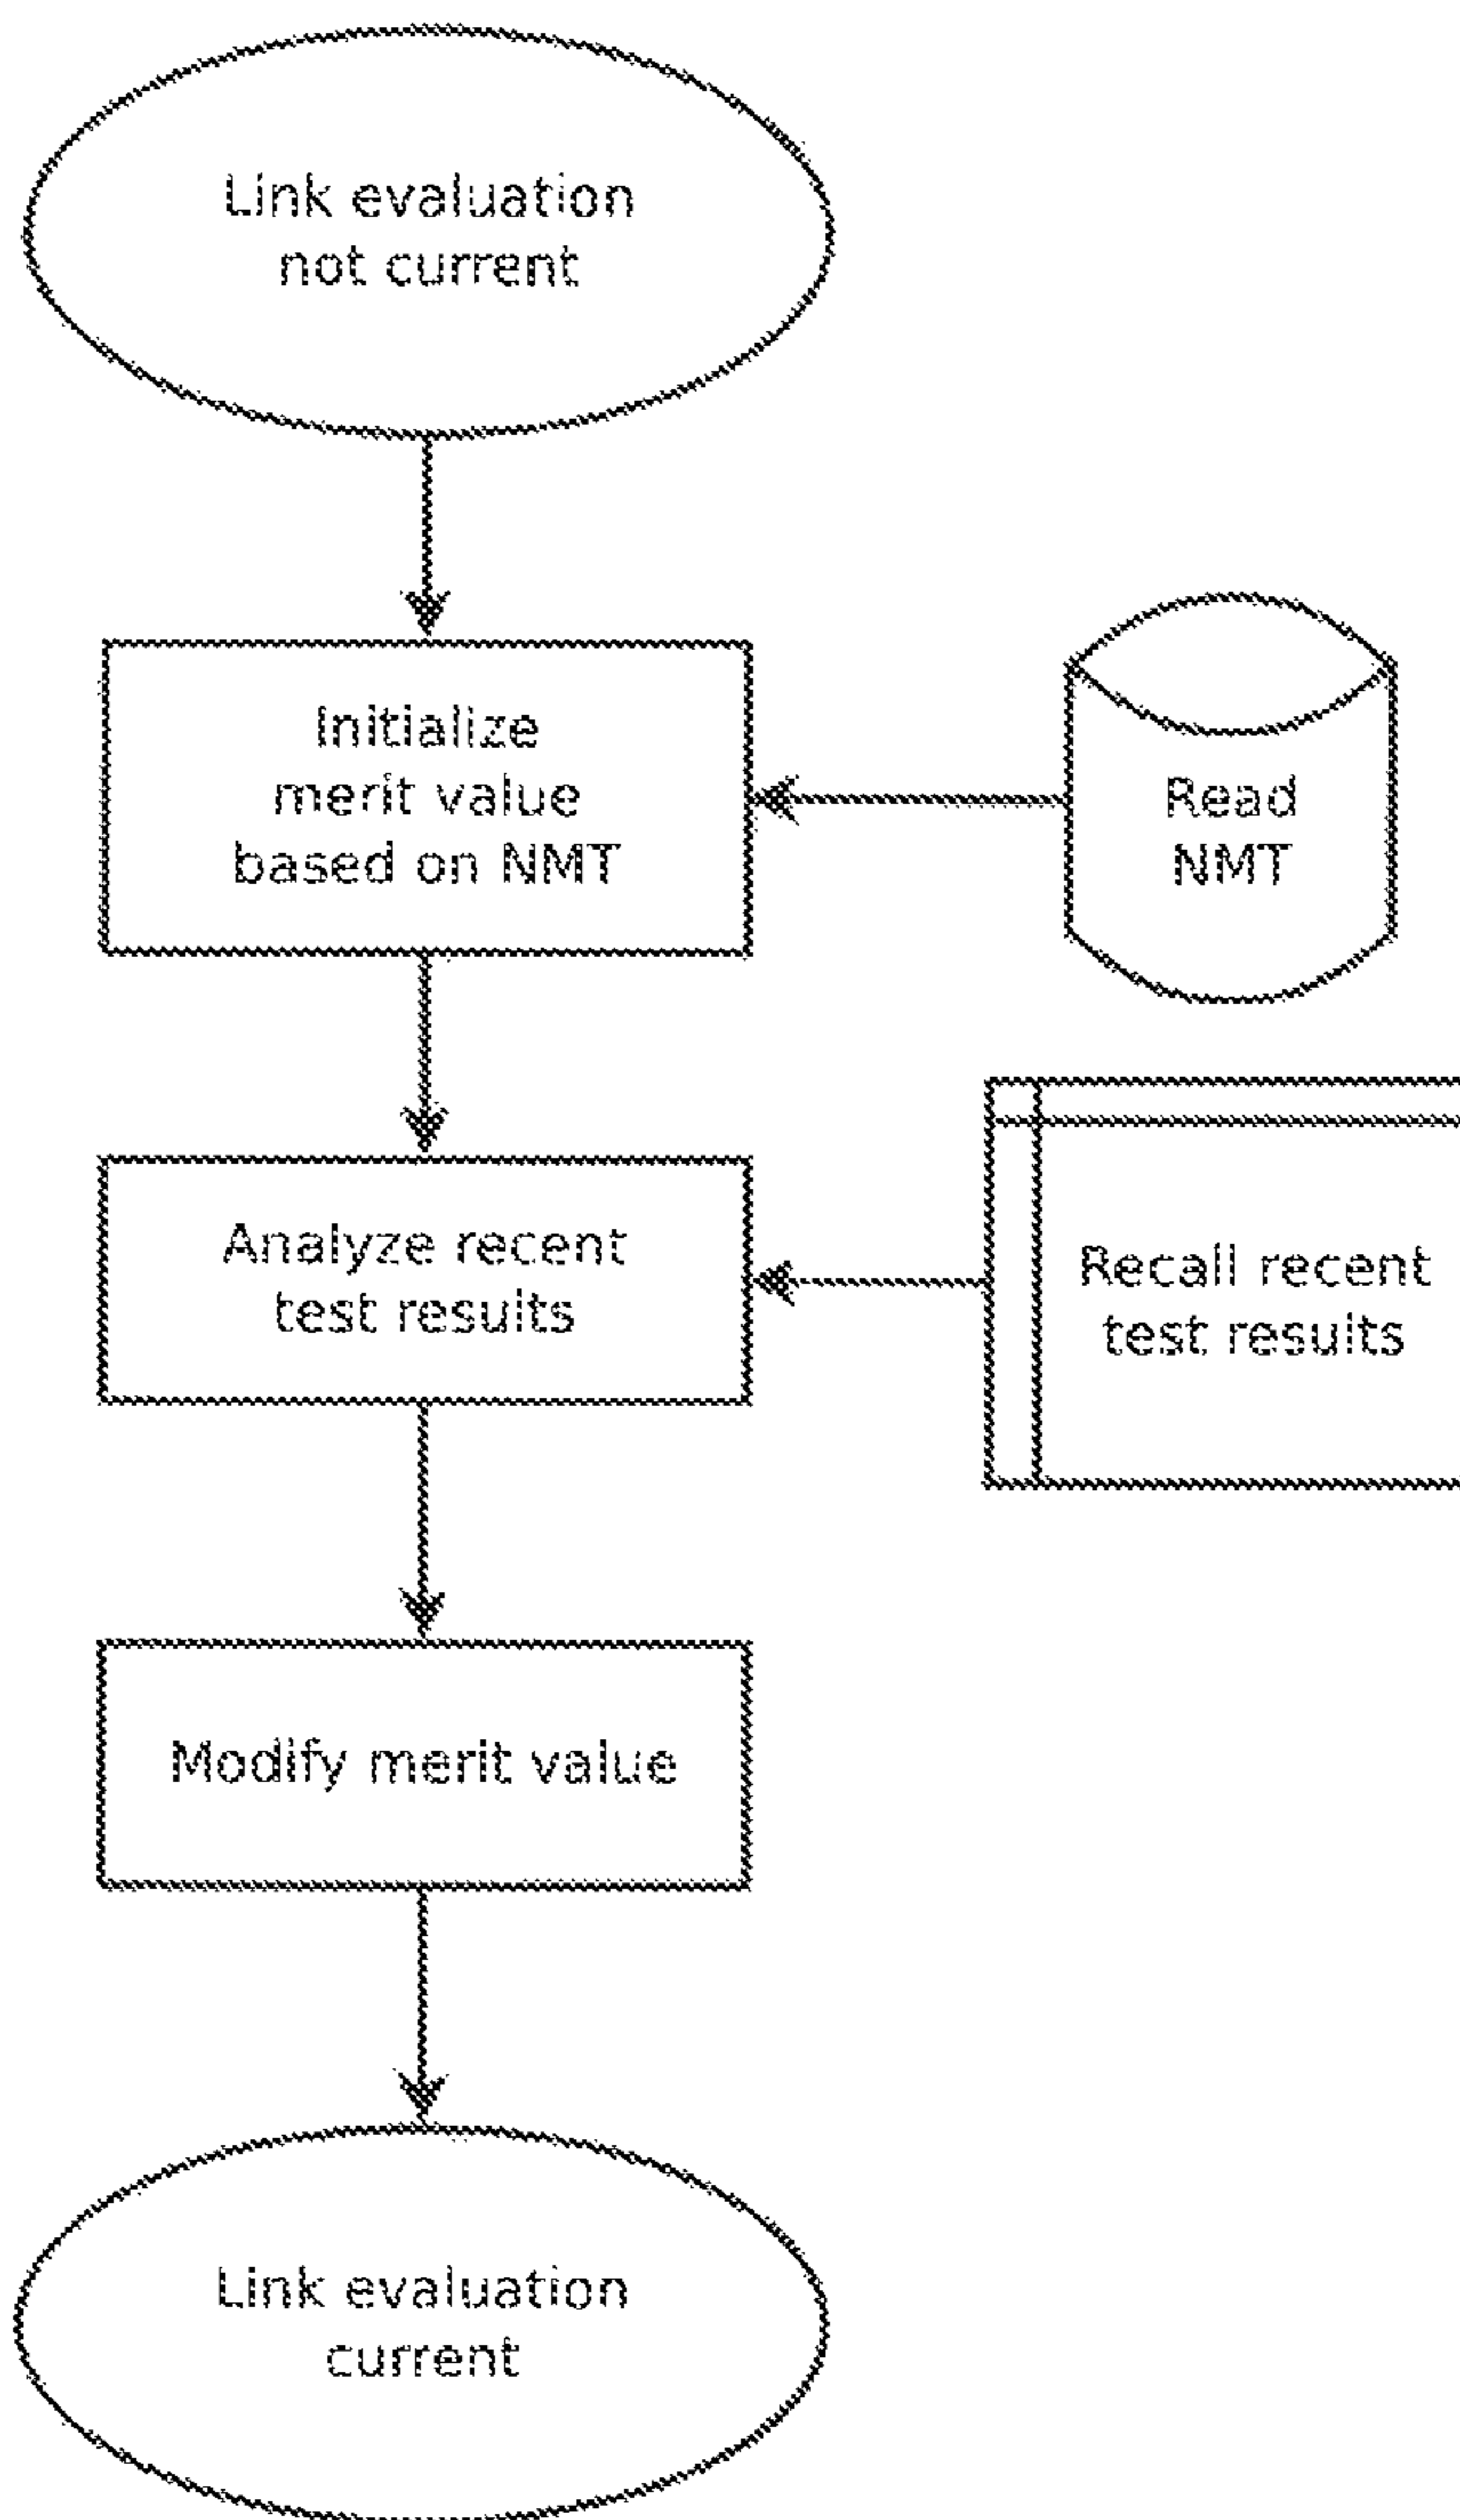 Link evaluation
not current
Initialize
merit value
based on NMT
Read
NMT
Analyze recent
test results
Recall recent
test results
Modify merit value
Link evaluation
current